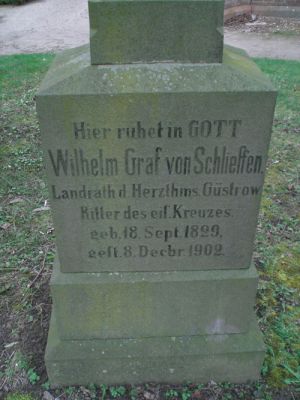 Hier ruhet in GOTT
Wilhelm Graf von Schlieffen,
Landrath d. Herzthms. Güstrow
Ritter des eis. Kreuzes.
geb. 18. Sept. 1829,
gest. 8. Decbr 1902.